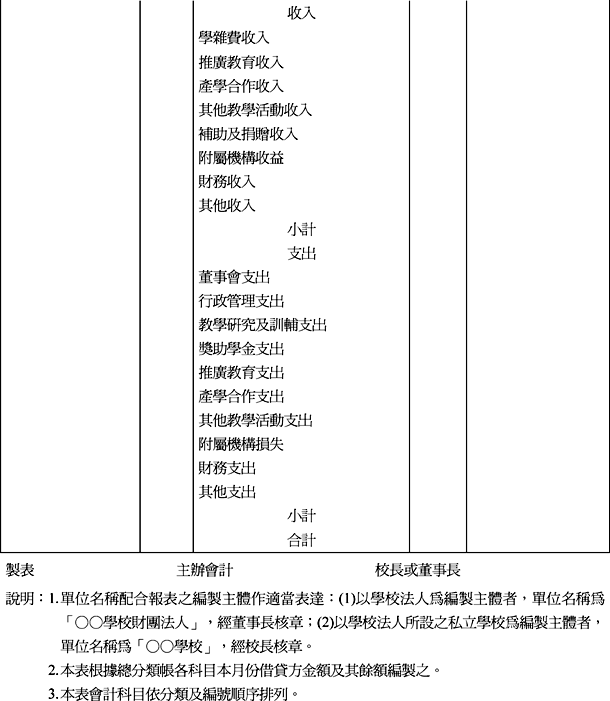 收入
學雜費收入
推廣教育收入
產學合作收入
其他教學活動收入
補助及捐贈收入
附屬機構收益
財務收入
其他收入
小計
支出
董事會支出
行政管理支出
教學研究及訓輔支出
獎助學金支出
推廣教育支出
產學合作支出
其他教學活動支出
附屬機構損失
財務支出
其他支出
小計
合計
製表 主辦會計 校長或董事長
說明：1.單位名稱配合報表之編製主體作適當表達：(1)以學校法人為編製主體者，單位名稱為
「○○學校財團法人」，經董事長核章；(2)以學校法人所設之私立學校為編製主體者，
單位名稱為「○○學校」，經校長核章。
2.本表根據總分類帳各科目本月份借貸方金額及其餘額編製之。
3.本表會計科目依分類及編號順序排列。